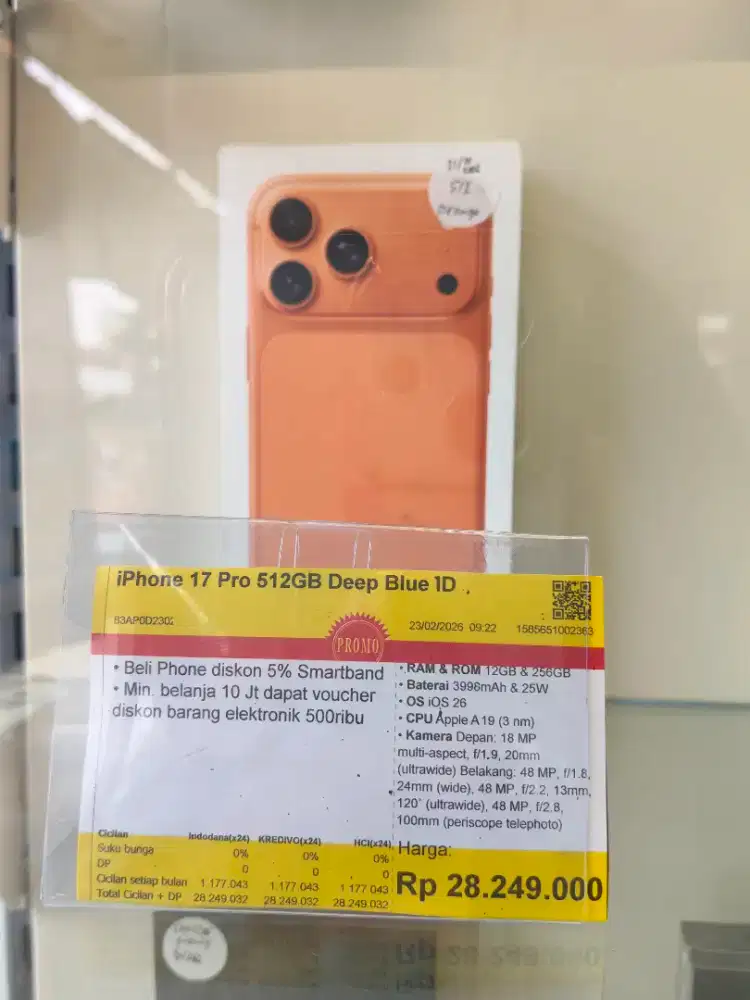 512
orange
iPhone 17 Pro 512GB Deep Blue ID
23/02/2026 09:22
1585651002363
PROMO
• Beli Phone diskon 5% Smartband
• Min. belanja 10 Jt dapat voucher
diskon barang elektronik 500ribu
• RAM & ROM 12GB & 256GB
• Baterai 3998mAh & 25W
• OS iOS 26
• CPU Apple A19 (3 nm)
• Kamera Depan: 18 MP
multi-aspect, f/1.9, 20mm
(ultrawide) Belakang: 48 MP, f/1.8,
24mm (wide), 48 MP, f/2.2, 13mm,
120˚ (ultrawide), 48 MP, f/2.8,
100mm (periscope telephoto)
Cicilan Indodana(x24) KREDIVO(x24) HCI(x24)
Suku bunga 0% 0% 0%
DP 0 0 0
Cicilan setiap bulan 1.177.043 1.177.043 1.177.043
Total Cicilan + DP 28.249.032 28.249.032 28.249.032
Harga:
Rp 28.249.000